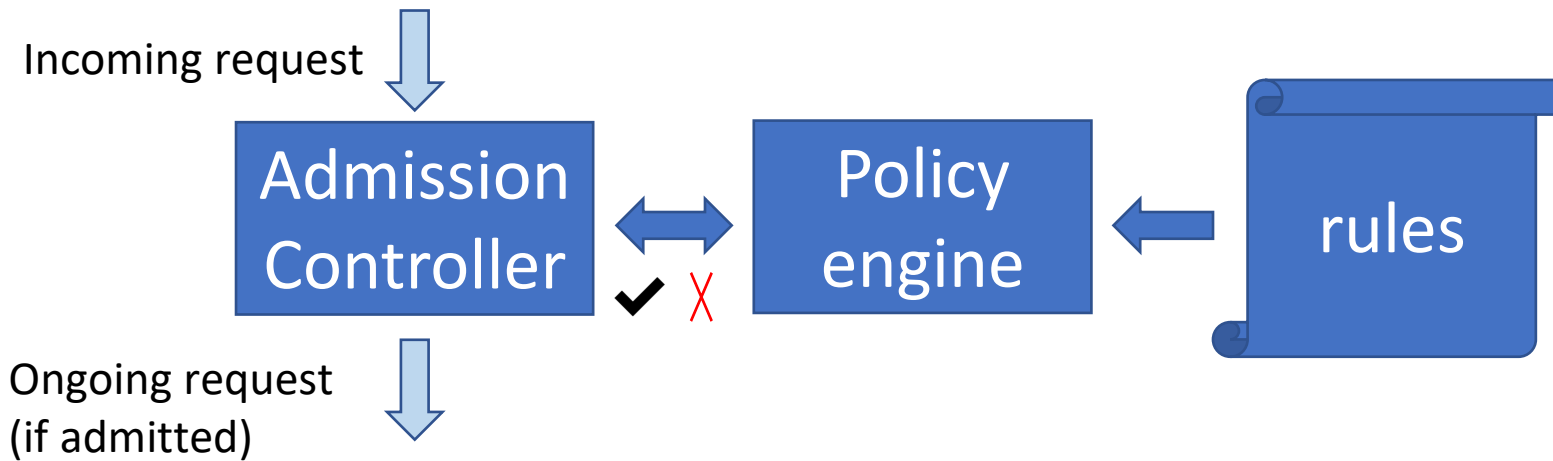 Incoming request
Admission
Controller
Policy
engine
rules
Ongoing request
(if admitted)